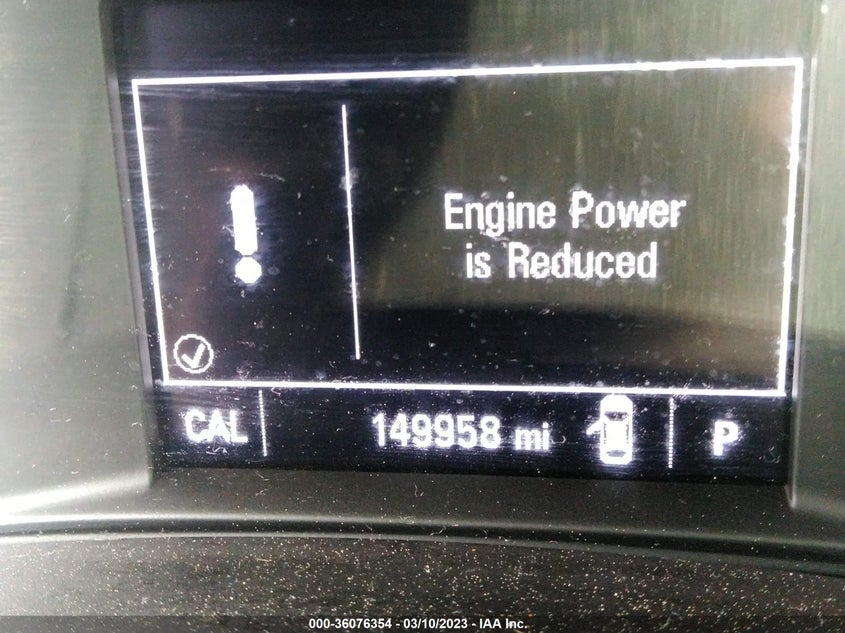 Engine Power
is Reduced
CAL 149958 mi P
000-36076354 - 03/10/2023 - IAA Inc.